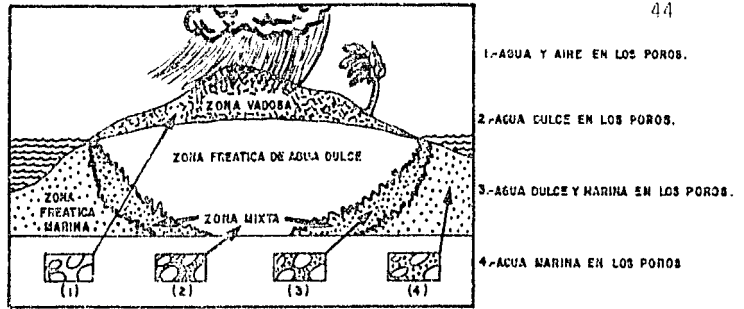 44
1.-AGUA Y AIRE EN LOS POROS.
ZONA VADOSA
2.-AGUA DULCE EN LOS POROS.
ZONA FREATICA DE AGUA DULCE
ZONA
FREATICA
MARINA
3.-AGUA DULCE Y MARINA EN LOS POROS.
ZONA MIXTA
4.-AGUA MARINA EN LOS POROS
(1) (2) (3) (4)